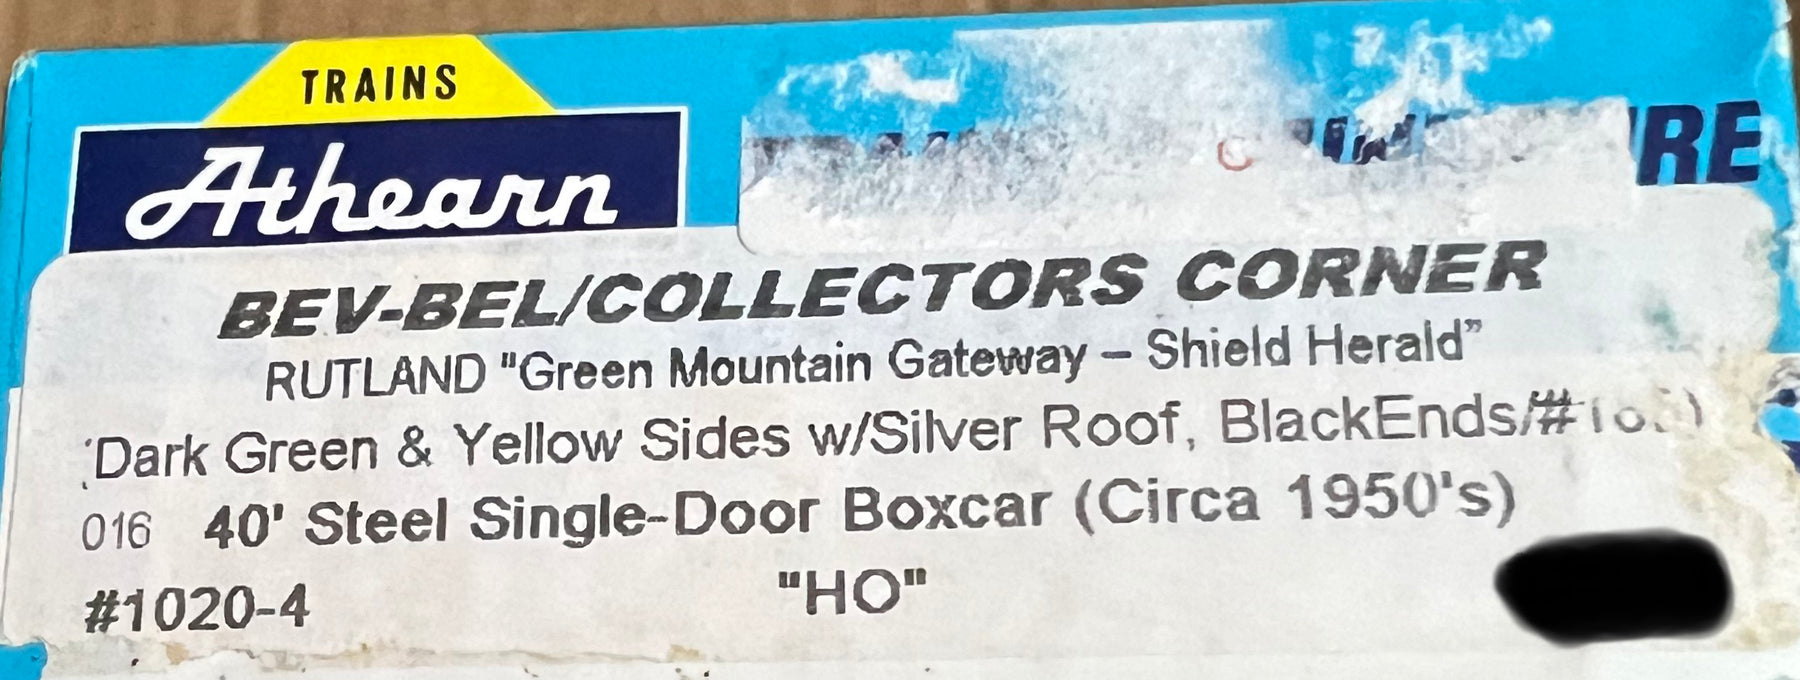 TRAINS
Athearn
RE
BEV-BEL/COLLECTORS CORNER
RUTLAND "Green Mountain Gateway – Shield Herald”
Dark Green & Yellow Sides w/Silver Roof, BlackEnds/
016 40' Steel Single-Door Boxcar (Circa 1950's)
#1020-4 "HO"